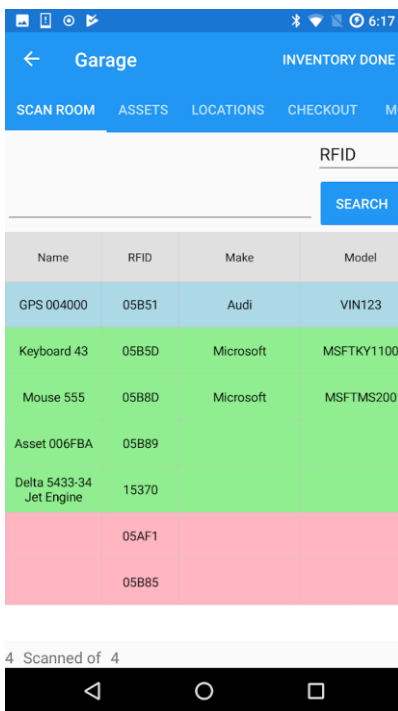 6:17
Garage INVENTORY DONE
SCAN ROOM ASSETS LOCATIONS CHECKOUT M
RFID
SEARCH
Name RFID Make Model
GPS 004000 05B51 Audi VIN123
Keyboard 43 05B5D Microsoft MSFTKY1100
Mouse 555 05B8D Microsoft MSFTMS200
Asset 006FBA 05B89
Delta 5433-34
Jet Engine 15370
05AF1
05B85
4 Scanned of 4